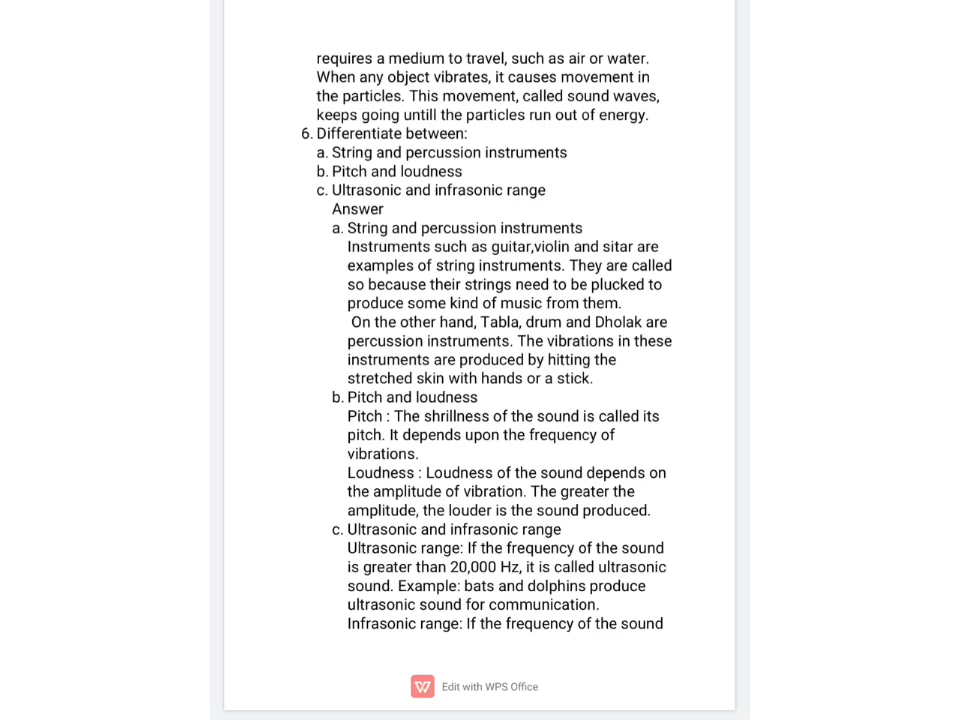 requires a medium to travel, such as air or water.
When any object vibrates, it causes movement in
the particles. This movement, called sound waves,
keeps going untill the particles run out of energy.
6. Differentiate between:
a. String and percussion instruments
b. Pitch and loudness
c. Ultrasonic and infrasonic range
Answer
a. String and percussion instruments
Instruments such as guitar,violin and sitar are
examples of string instruments. They are called
so because their strings need to be plucked to
produce some kind of music from them.
On the other hand, Tabla, drum and Dholak are
percussion instruments. The vibrations in these
instruments are produced by hitting the
stretched skin with hands or a stick.
b. Pitch and loudness
Pitch : The shrillness of the sound is called its
pitch. It depends upon the frequency of
vibrations.
Loudness : Loudness of the sound depends on
the amplitude of vibration. The greater the
amplitude, the louder is the sound produced.
c. Ultrasonic and infrasonic range
Ultrasonic range: If the frequency of the sound
is greater than 20,000 Hz, it is called ultrasonic
sound. Example: bats and dolphins produce
ultrasonic sound for communication.
Infrasonic range: If the frequency of the sound
Edit with WPS Office